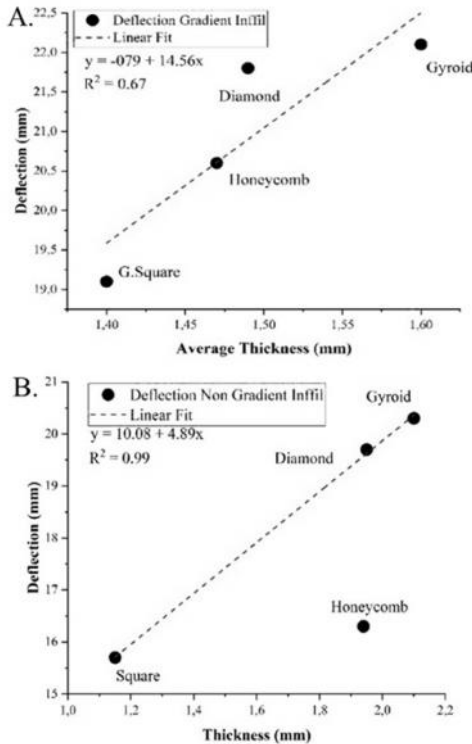 A.
Deflection Gradient Inffil
Linear Fit
y = -079 + 14.56x
R² = 0.67
Diamond
Gyroid
Honeycomb
G.Square
Deflection (mm)
22,5
22,0
21,5
21,0
20,5
20,0
19,5
19,0
1,40
1,45
1,50
1,55
1,60
Average Thickness (mm)
B.
Deflection Non Gradient Inffil
Linear Fit
y = 10.08 + 4.89x
R² = 0.99
Gyroid
Diamond
Honeycomb
Square
Deflection (mm)
21
20
19
18
17
16
15
1,0
1,2
1,4
1,6
1,8
2,0
2,2
Thickness (mm)